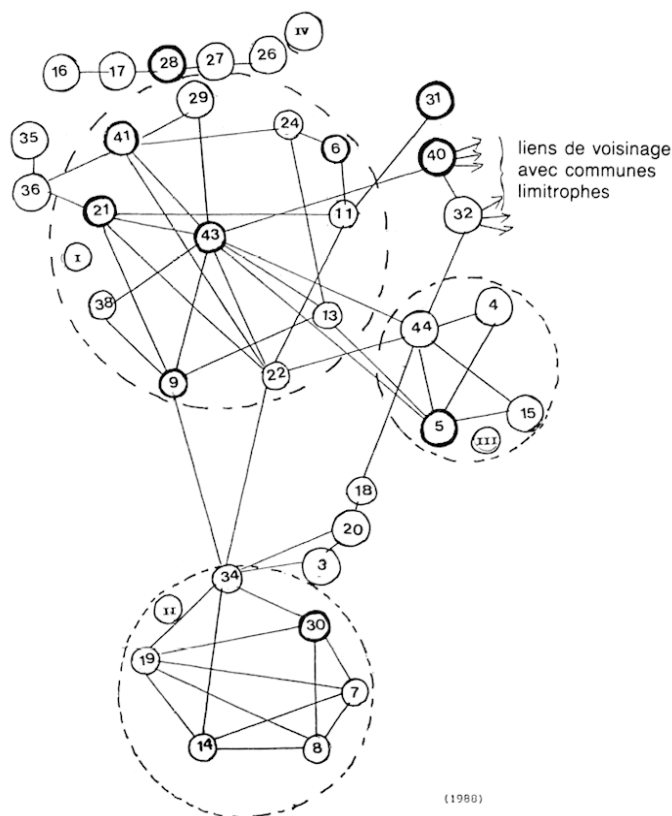 IV
16 17 28 27 26
29
31
35 41 24 6
40
liens de voisinage
avec communes
limitrophes
36 21 11 32
43
I
38 13 44 4
9 22
5 15
III
18
20
3
34
II
30
19
7
14 8
(1980)